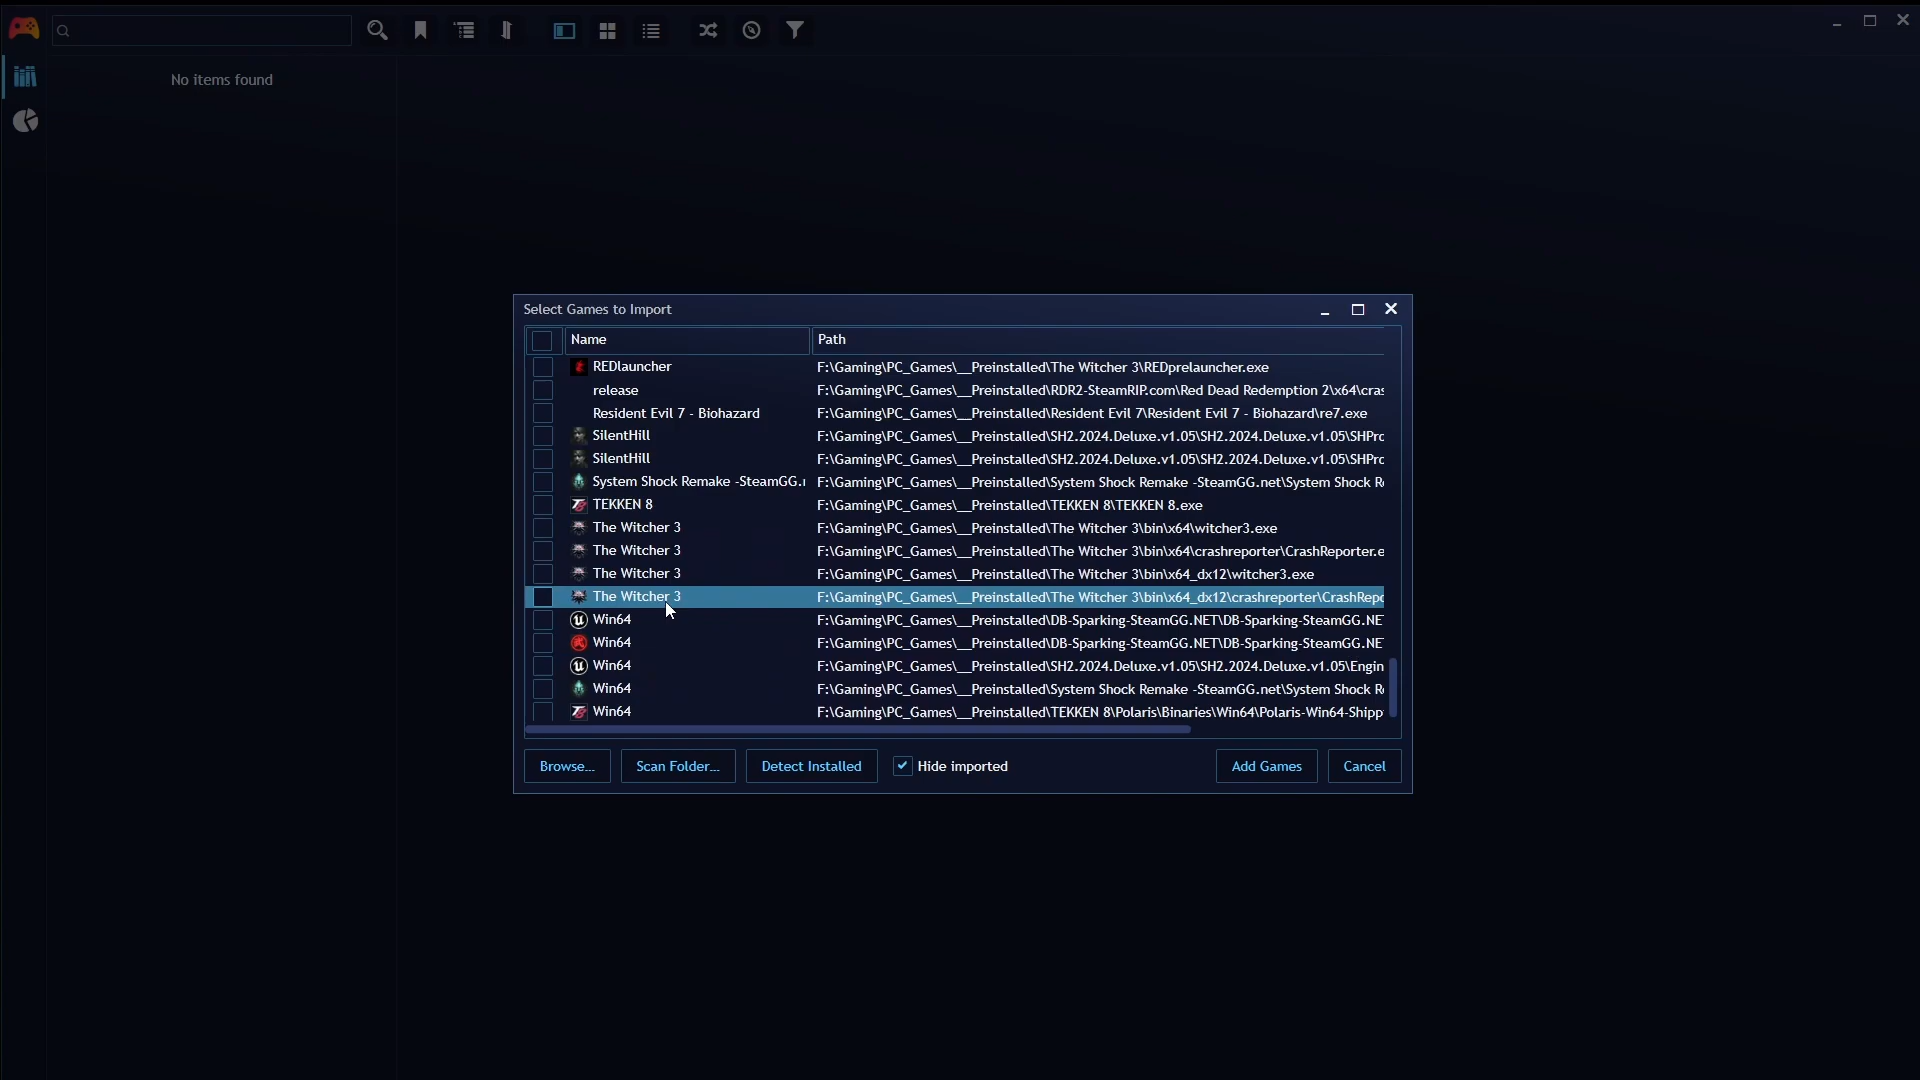 No items found
Select Games to Import
Name Path
REDlauncher F:\Gaming\PC_Games\__Preinstalled\The Witcher 3\REDprelauncher.exe
release F:\Gaming\PC_Games\__Preinstalled\RDR2-SteamRIP.com\Red Dead Redemption 2\x64\cras
Resident Evil 7 - Biohazard F:\Gaming\PC_Games\__Preinstalled\Resident Evil 7\Resident Evil 7 - Biohazard\re7.exe
SilentHill F:\Gaming\PC_Games\__Preinstalled\SH2.2024.Deluxe.v1.05\SH2.2024.Deluxe.v1.05\SHPro
SilentHill F:\Gaming\PC_Games\__Preinstalled\SH2.2024.Deluxe.v1.05\SH2.2024.Deluxe.v1.05\SHPro
System Shock Remake -SteamGG.n F:\Gaming\PC_Games\__Preinstalled\System Shock Remake -SteamGG.net\System Shock R
TEKKEN 8 F:\Gaming\PC_Games\__Preinstalled\TEKKEN 8\TEKKEN 8.exe
The Witcher 3 F:\Gaming\PC_Games\__Preinstalled\The Witcher 3\bin\x64\witcher3.exe
The Witcher 3 F:\Gaming\PC_Games\__Preinstalled\The Witcher 3\bin\x64\crashreporter\CrashReporter.e
The Witcher 3 F:\Gaming\PC_Games\__Preinstalled\The Witcher 3\bin\x64_dx12\witcher3.exe
The Witcher 3 F:\Gaming\PC_Games\__Preinstalled\The Witcher 3\bin\x64_dx12\crashreporter\CrashRepo
Win64 F:\Gaming\PC_Games\__Preinstalled\DB-Sparking-SteamGG.NET\DB-Sparking-SteamGG.NE
Win64 F:\Gaming\PC_Games\__Preinstalled\DB-Sparking-SteamGG.NET\DB-Sparking-SteamGG.NE
Win64 F:\Gaming\PC_Games\__Preinstalled\SH2.2024.Deluxe.v1.05\SH2.2024.Deluxe.v1.05\Engin
Win64 F:\Gaming\PC_Games\__Preinstalled\System Shock Remake -SteamGG.net\System Shock R
Win64 F:\Gaming\PC_Games\__Preinstalled\TEKKEN 8\Polaris\Binaries\Win64\Polaris-Win64-Shipp
Browse... Scan Folder... Detect Installed Hide imported Add Games Cancel